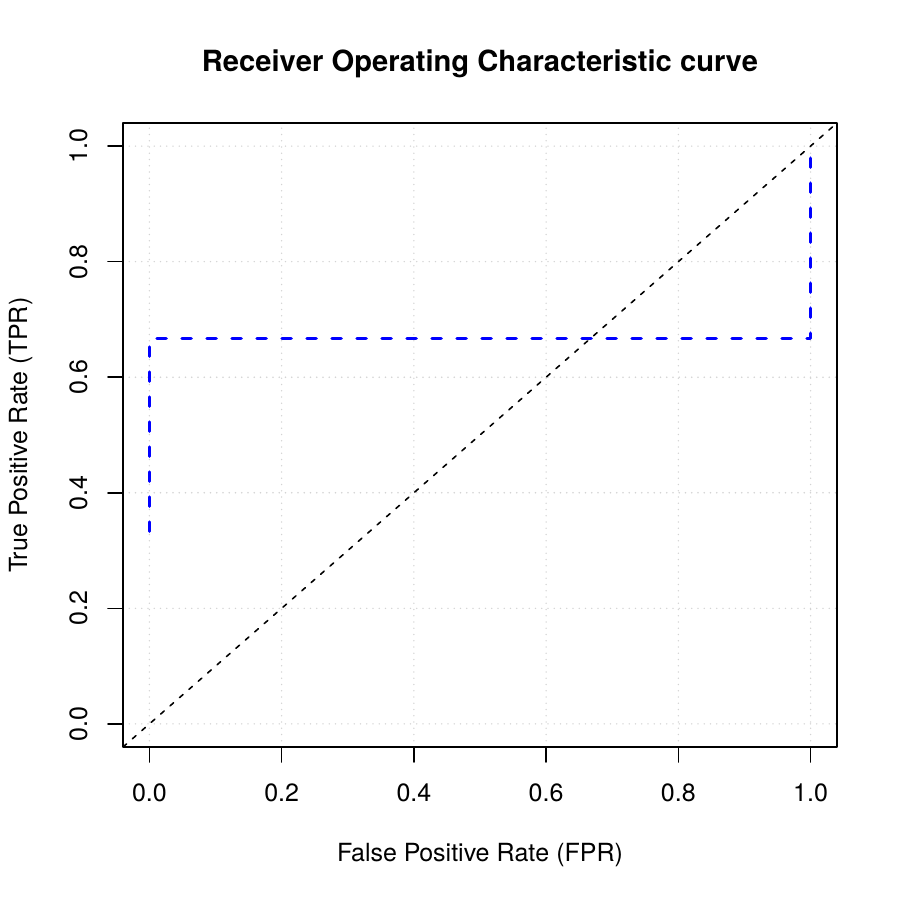 Receiver Operating Characteristic curve
True Positive Rate (TPR)
1.0
0.8
0.6
0.4
0.2
0.0
0.0 0.2 0.4 0.6 0.8 1.0
False Positive Rate (FPR)